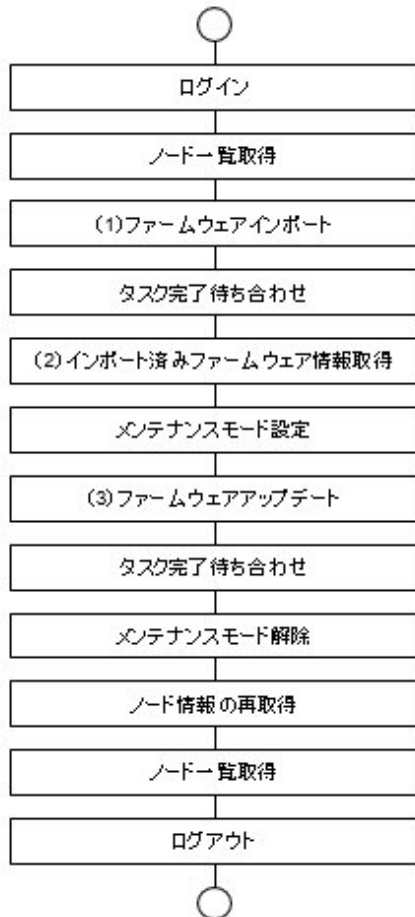 ログイン
ノード一覧取得
(1)ファームウェアインポート
タスク完了待ち合わせ
(2)インポート済みファームウェア情報取得
メンテナンスモード設定
(3)ファームウェアアップデート
タスク完了待ち合わせ
メンテナンスモード解除
ノード情報の再取得
ノード一覧取得
ログアウト